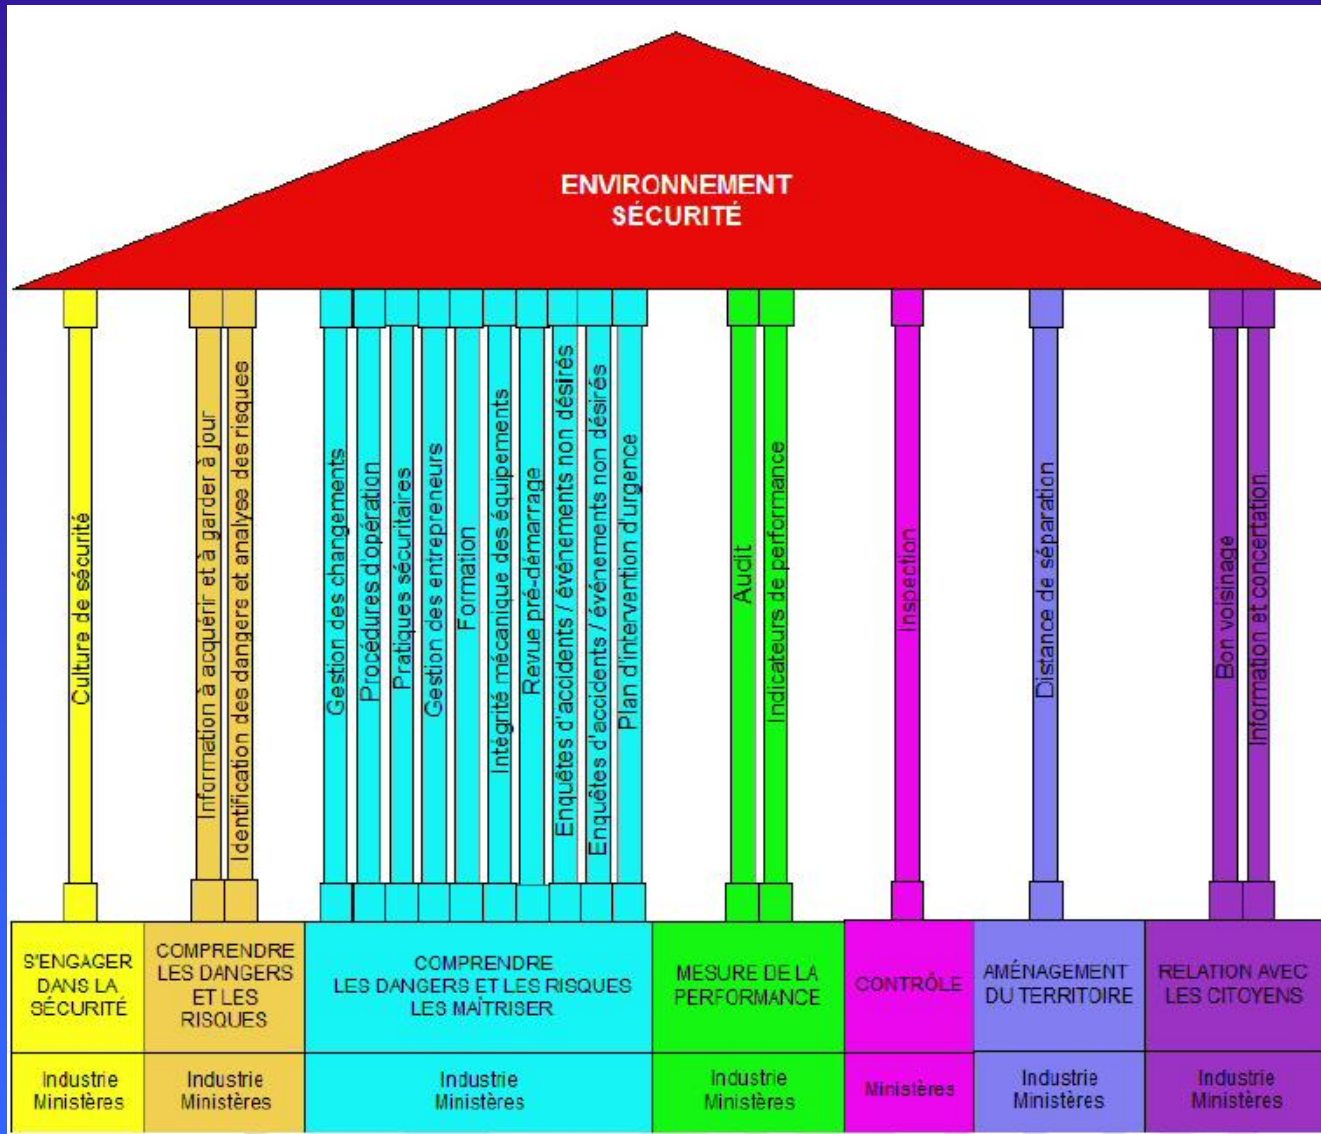 ENVIRONNEMENT
SÉCURITÉ
Culture de sécurité
Information à acquérir et à garder à jour
Identification des dangers et analyse des risques
Gestion des changements
Procédures d'opération
Pratiques sécuritaires
Gestion des entrepreneurs
Formation
Intégrité mécanique des équipements
Revue pré-démarrage
Enquêtes d'accidents / événements non désirés
Enquêtes d'accidents / événements non désirés
Plan d'intervention d'urgence
Audit
Indicateurs de performance
Inspection
Distance de séparation
Bon voisinage
Information et concertation
S'ENGAGER
DANS LA
SÉCURITÉ
COMPRENDRE
LES DANGERS
ET LES
RISQUES
COMPRENDRE
LES DANGERS ET LES RISQUES
LES MAÎTRISER
MESURE DE LA
PERFORMANCE
CONTRÔLE
AMÉNAGEMENT
DU TERRITOIRE
RELATION AVEC
LES CITOYENS
Industrie
Ministères
Industrie
Ministères
Industrie
Ministères
Industrie
Ministères
Ministères
Industrie
Ministères
Industrie
Ministères